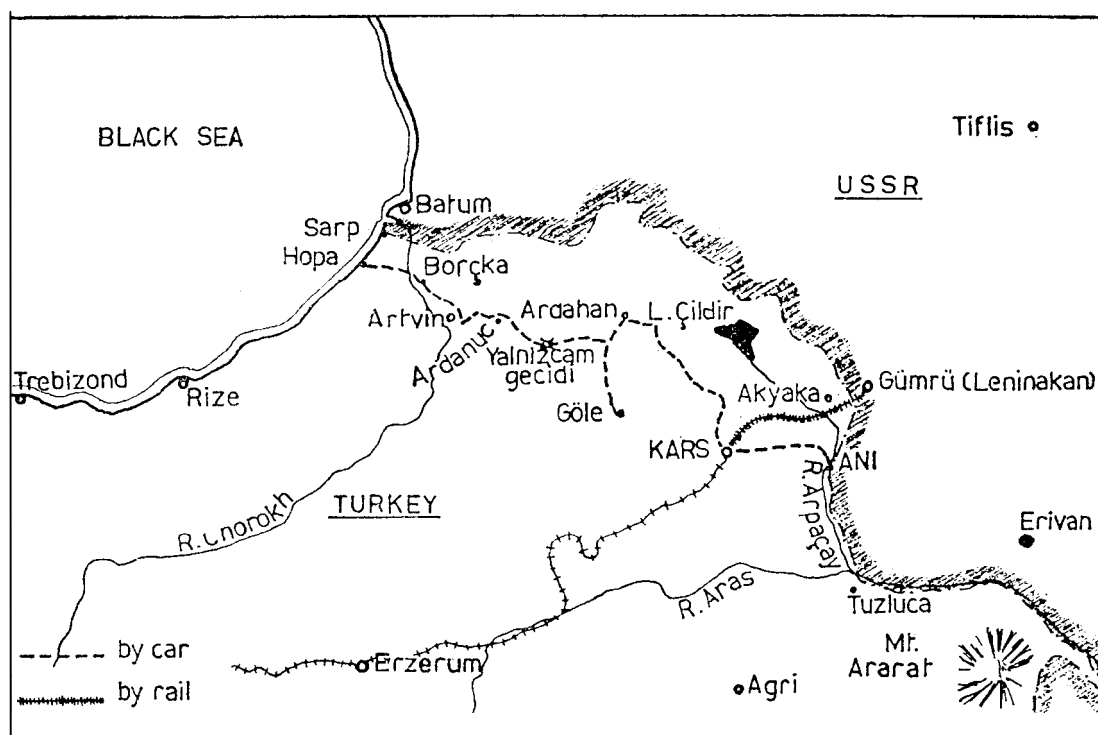 BLACK SEA
Tiflis
USSR
Batum
Sarp
Hopa
Borçka
Artvin
Ardanuç
Ardahan
L. Çildir
Yalnizcam
gecidi
Trebizond
Rize
Göle
Akyaka
Gümrü (Leninakan)
KARS
ANI
R. Arpaçay
TURKEY
R. Chorokh
Erivan
R. Aras
Tuzluca
Mt.
Ararat
by car
Erzerum
by rail
Agri